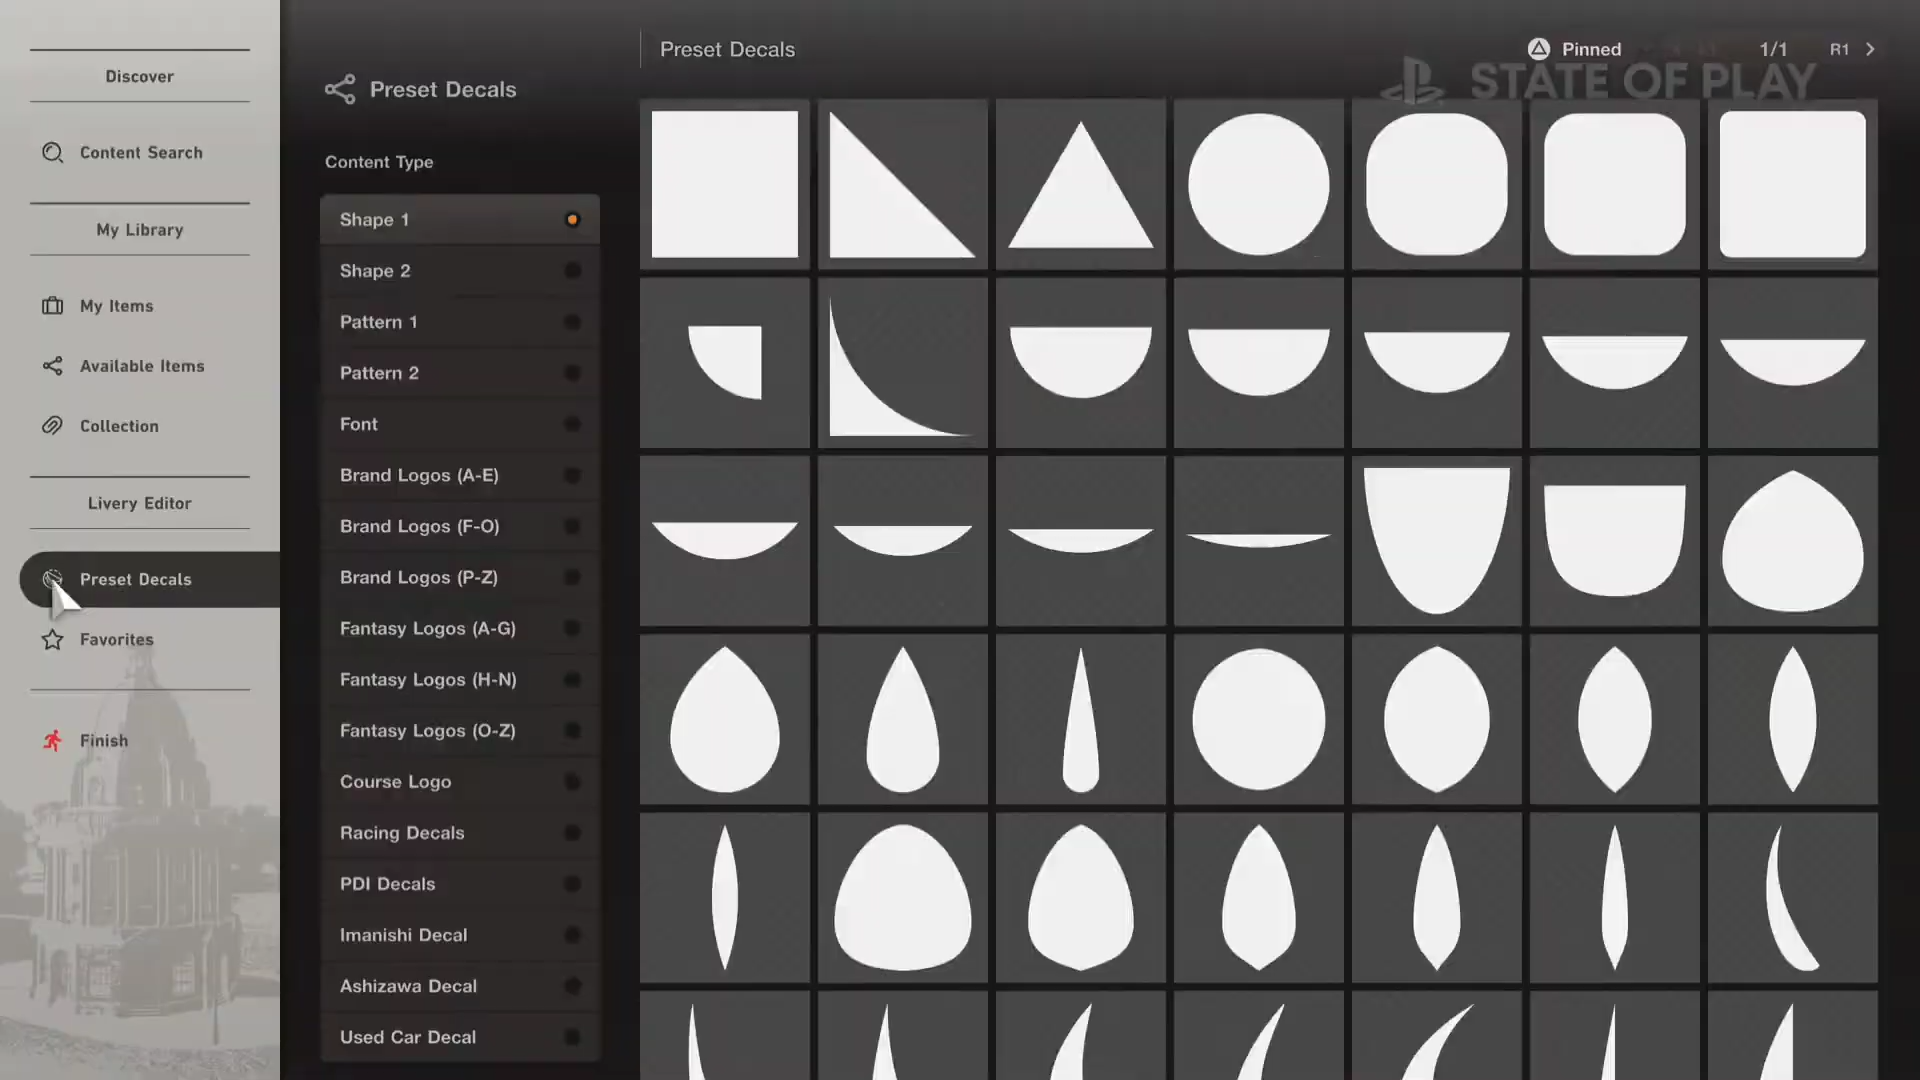 Discover
Content Search
My Library
My Items
Available Items
Collection
Livery Editor
Preset Decals
Favorites
Finish
Preset Decals
Content Type
Shape 1
Shape 2
Pattern 1
Pattern 2
Font
Brand Logos (A-E)
Brand Logos (F-O)
Brand Logos (P-Z)
Fantasy Logos (A-G)
Fantasy Logos (H-N)
Fantasy Logos (O-Z)
Course Logo
Racing Decals
PDI Decals
Imanishi Decal
Ashizawa Decal
Used Car Decal
Preset Decals
Pinned
1/1
R1
STATE OF PLAY